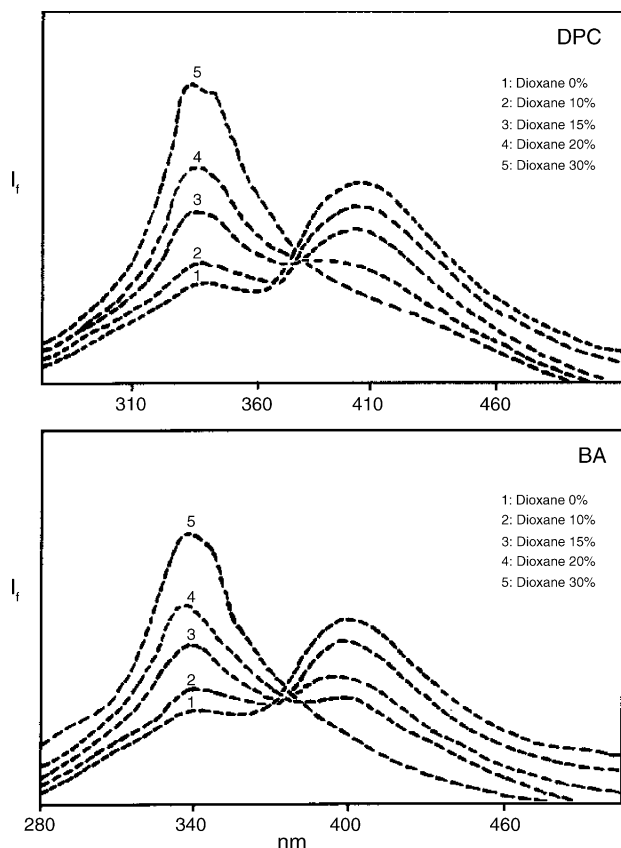 DPC
1: Dioxane 0%
2: Dioxane 10%
3: Dioxane 15%
4: Dioxane 20%
5: Dioxane 30%
5
4
3
2
1
If
310 360 410 460
BA
1: Dioxane 0%
2: Dioxane 10%
3: Dioxane 15%
4: Dioxane 20%
5: Dioxane 30%
5
4
3
2
1
If
280 340 400 460
nm